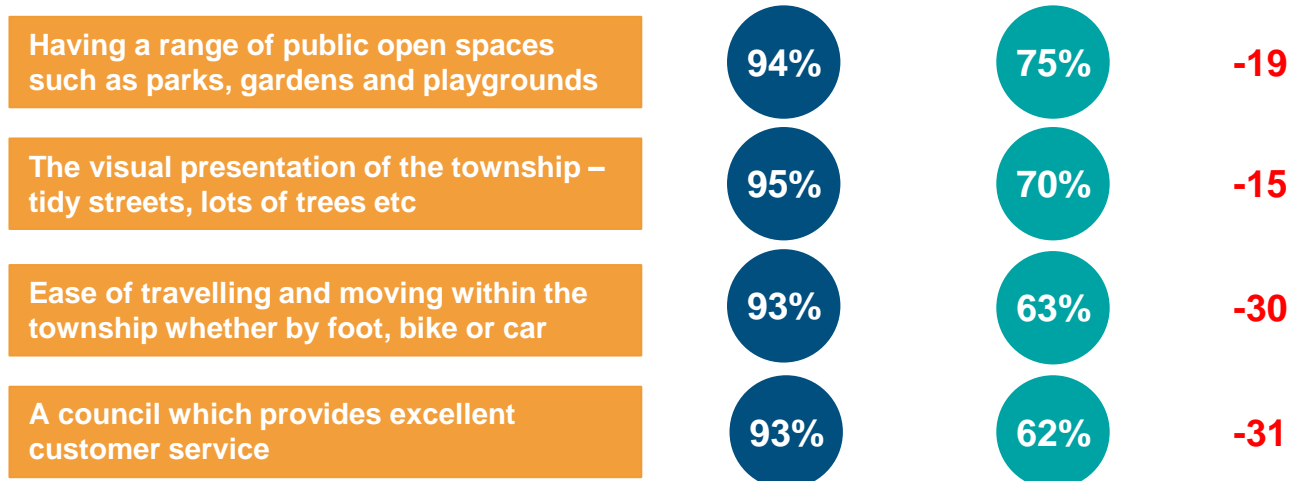 Having a range of public open spaces
such as parks, gardens and playgrounds
94%
75%
-19
The visual presentation of the township –
tidy streets, lots of trees etc
95%
70%
-15
Ease of travelling and moving within the
township whether by foot, bike or car
93%
63%
-30
A council which provides excellent
customer service
93%
62%
-31